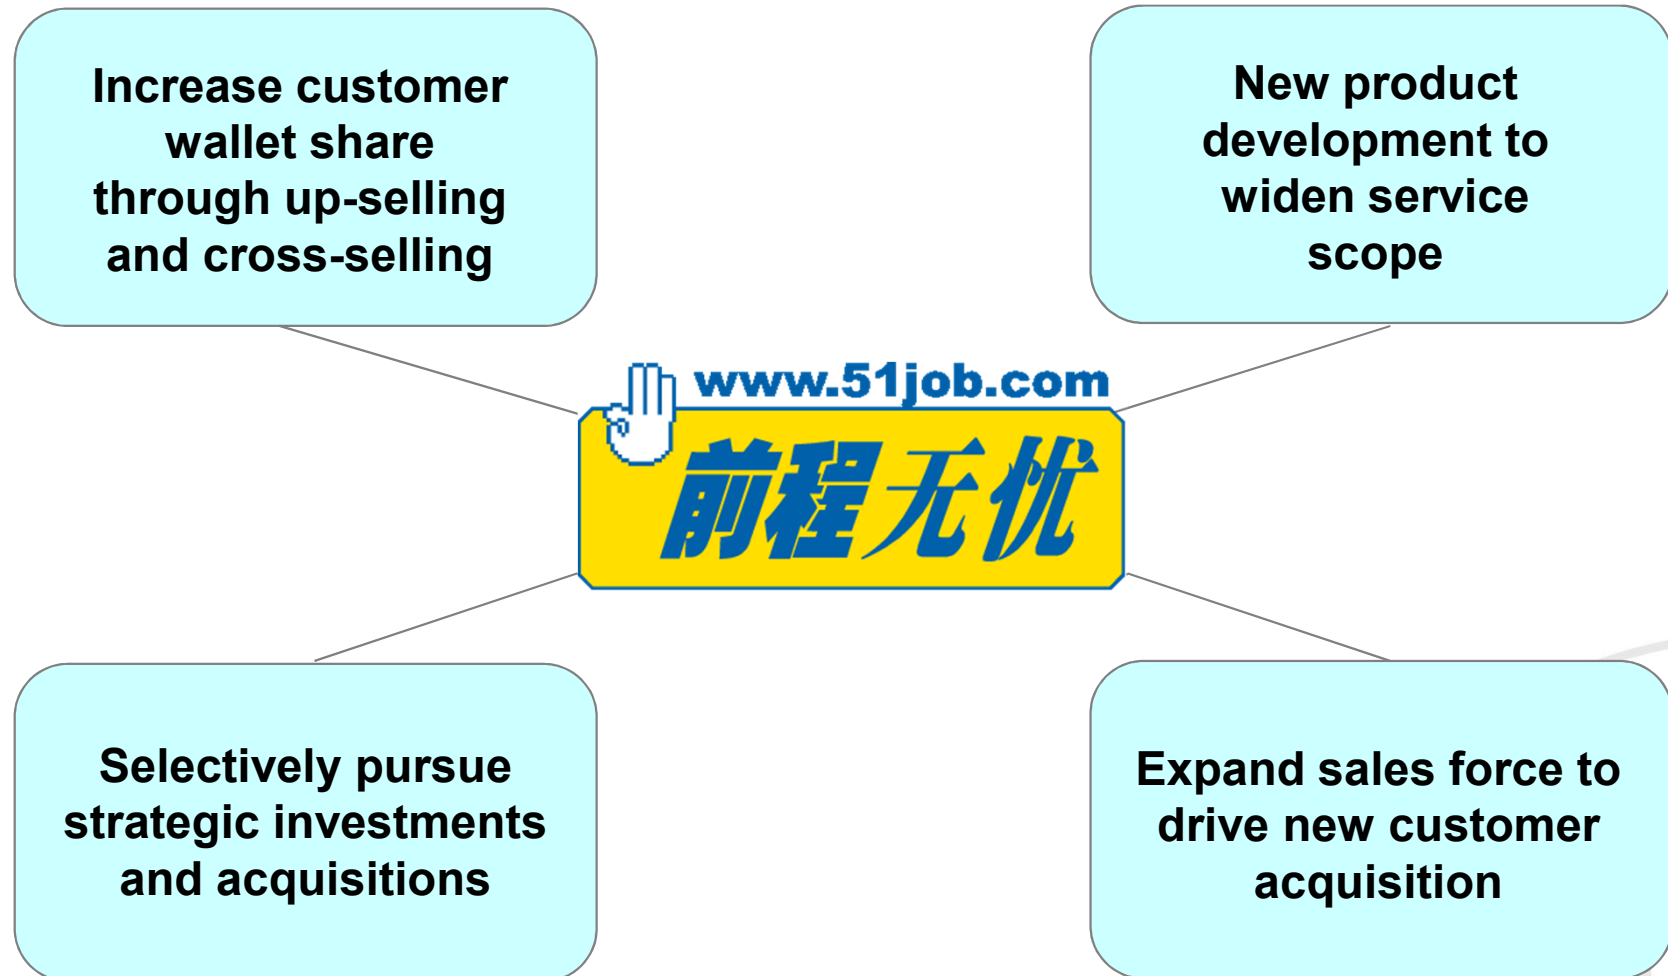 Increase customer
wallet share
through up-selling
and cross-selling
New product
development to
widen service
scope
www.51job.com
前程无忧
Selectively pursue
strategic investments
and acquisitions
Expand sales force to
drive new customer
acquisition